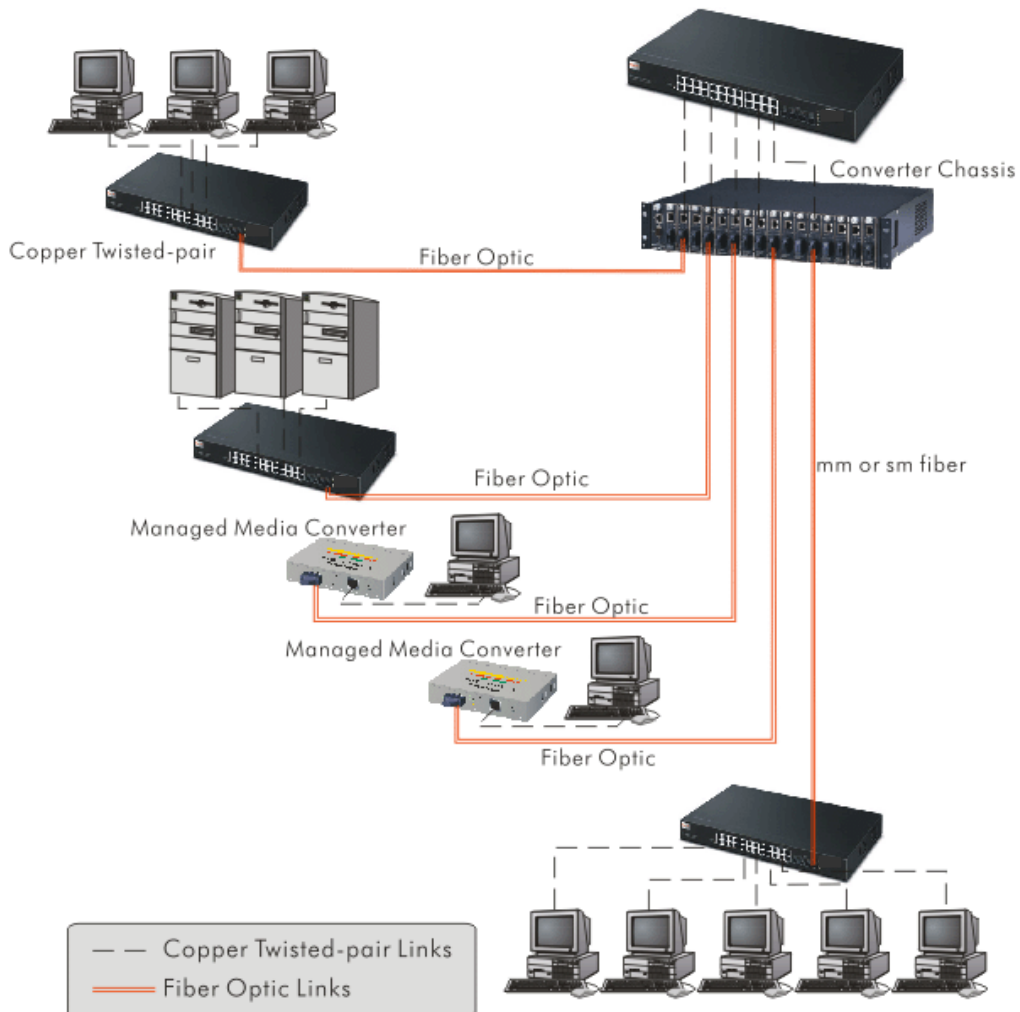 Converter Chassis
Copper Twisted-pair
Fiber Optic
mm or sm fiber
Fiber Optic
Managed Media Converter
Fiber Optic
Managed Media Converter
Fiber Optic
Copper Twisted-pair Links
Fiber Optic Links